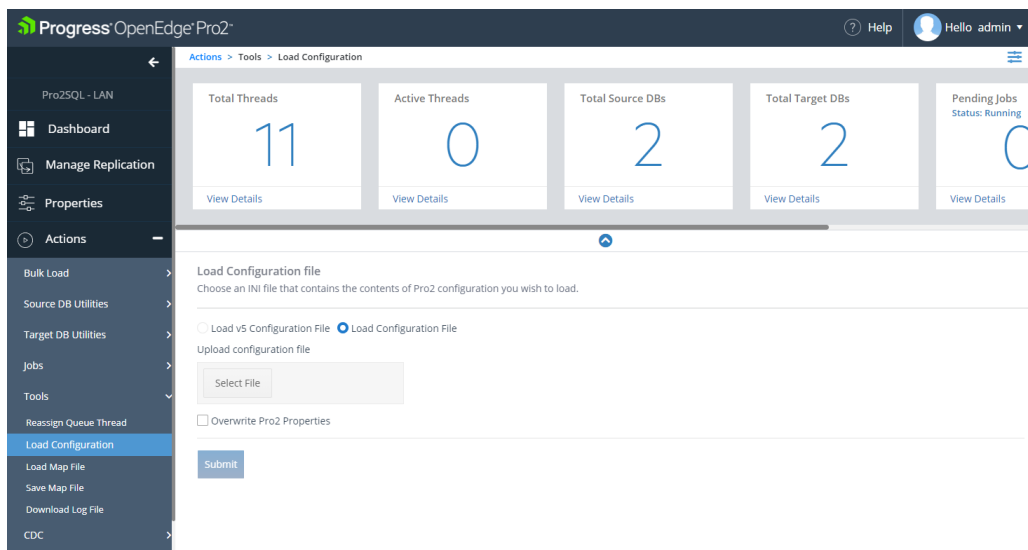 Progress® OpenEdge® Pro2™
? Help
Hello admin
Pro2SQL - LAN
Dashboard
Manage Replication
Properties
Actions
Bulk Load
Source DB Utilities
Target DB Utilities
Jobs
Tools
Reassign Queue Thread
Load Configuration
Load Map File
Save Map File
Download Log File
CDC
Actions > Tools > Load Configuration
Total Threads
11
View Details
Active Threads
0
View Details
Total Source DBs
2
View Details
Total Target DBs
2
View Details
Pending Jobs
Status: Running
0
View Details
Load Configuration file
Choose an INI file that contains the contents of Pro2 configuration you wish to load.
Load v5 Configuration File Load Configuration File
Upload configuration file
Select File
Overwrite Pro2 Properties
Submit